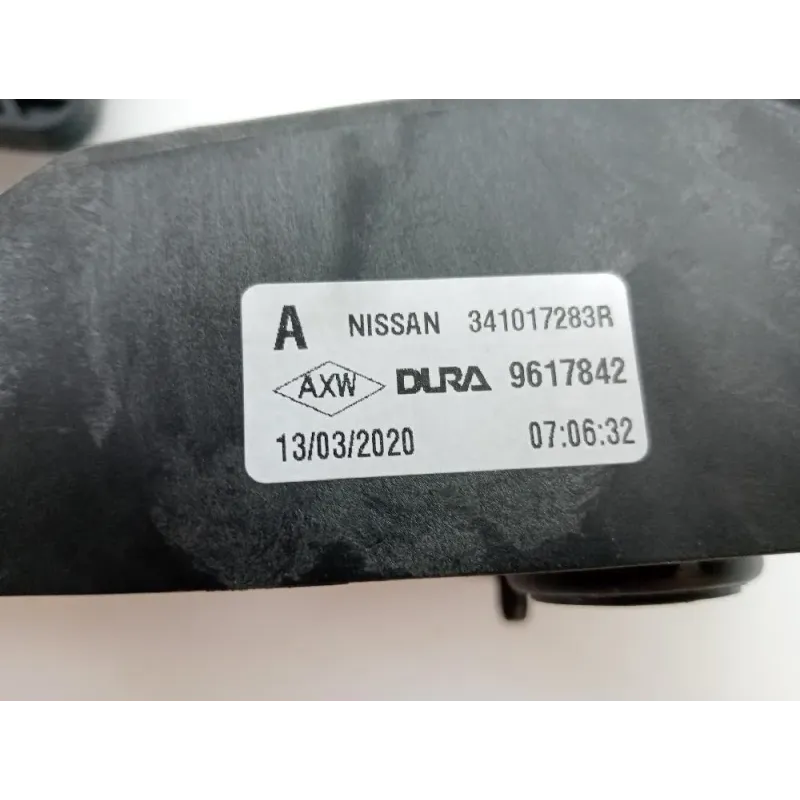 A NISSAN 341017283R
AXW DURA 9617842
13/03/2020 07:06:32